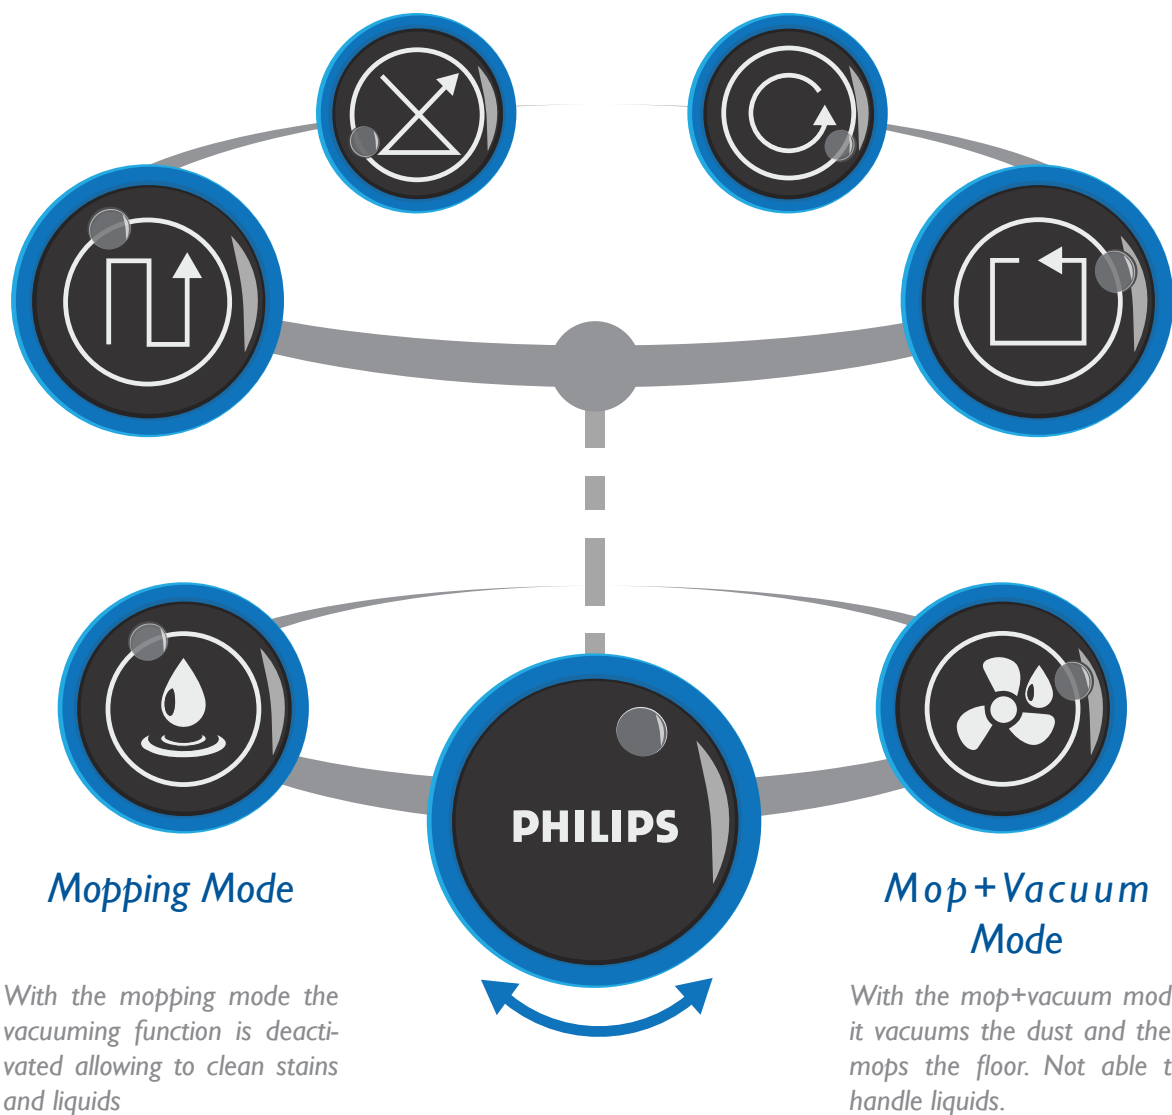 PHILIPS
Mopping Mode
With the mopping mode the
vacuuming function is deacti-
vated allowing to clean stains
and liquids
Mop+Vacuum
Mode
With the mop+vacuum mod
it vacuums the dust and the
mops the floor. Not able t
handle liquids.